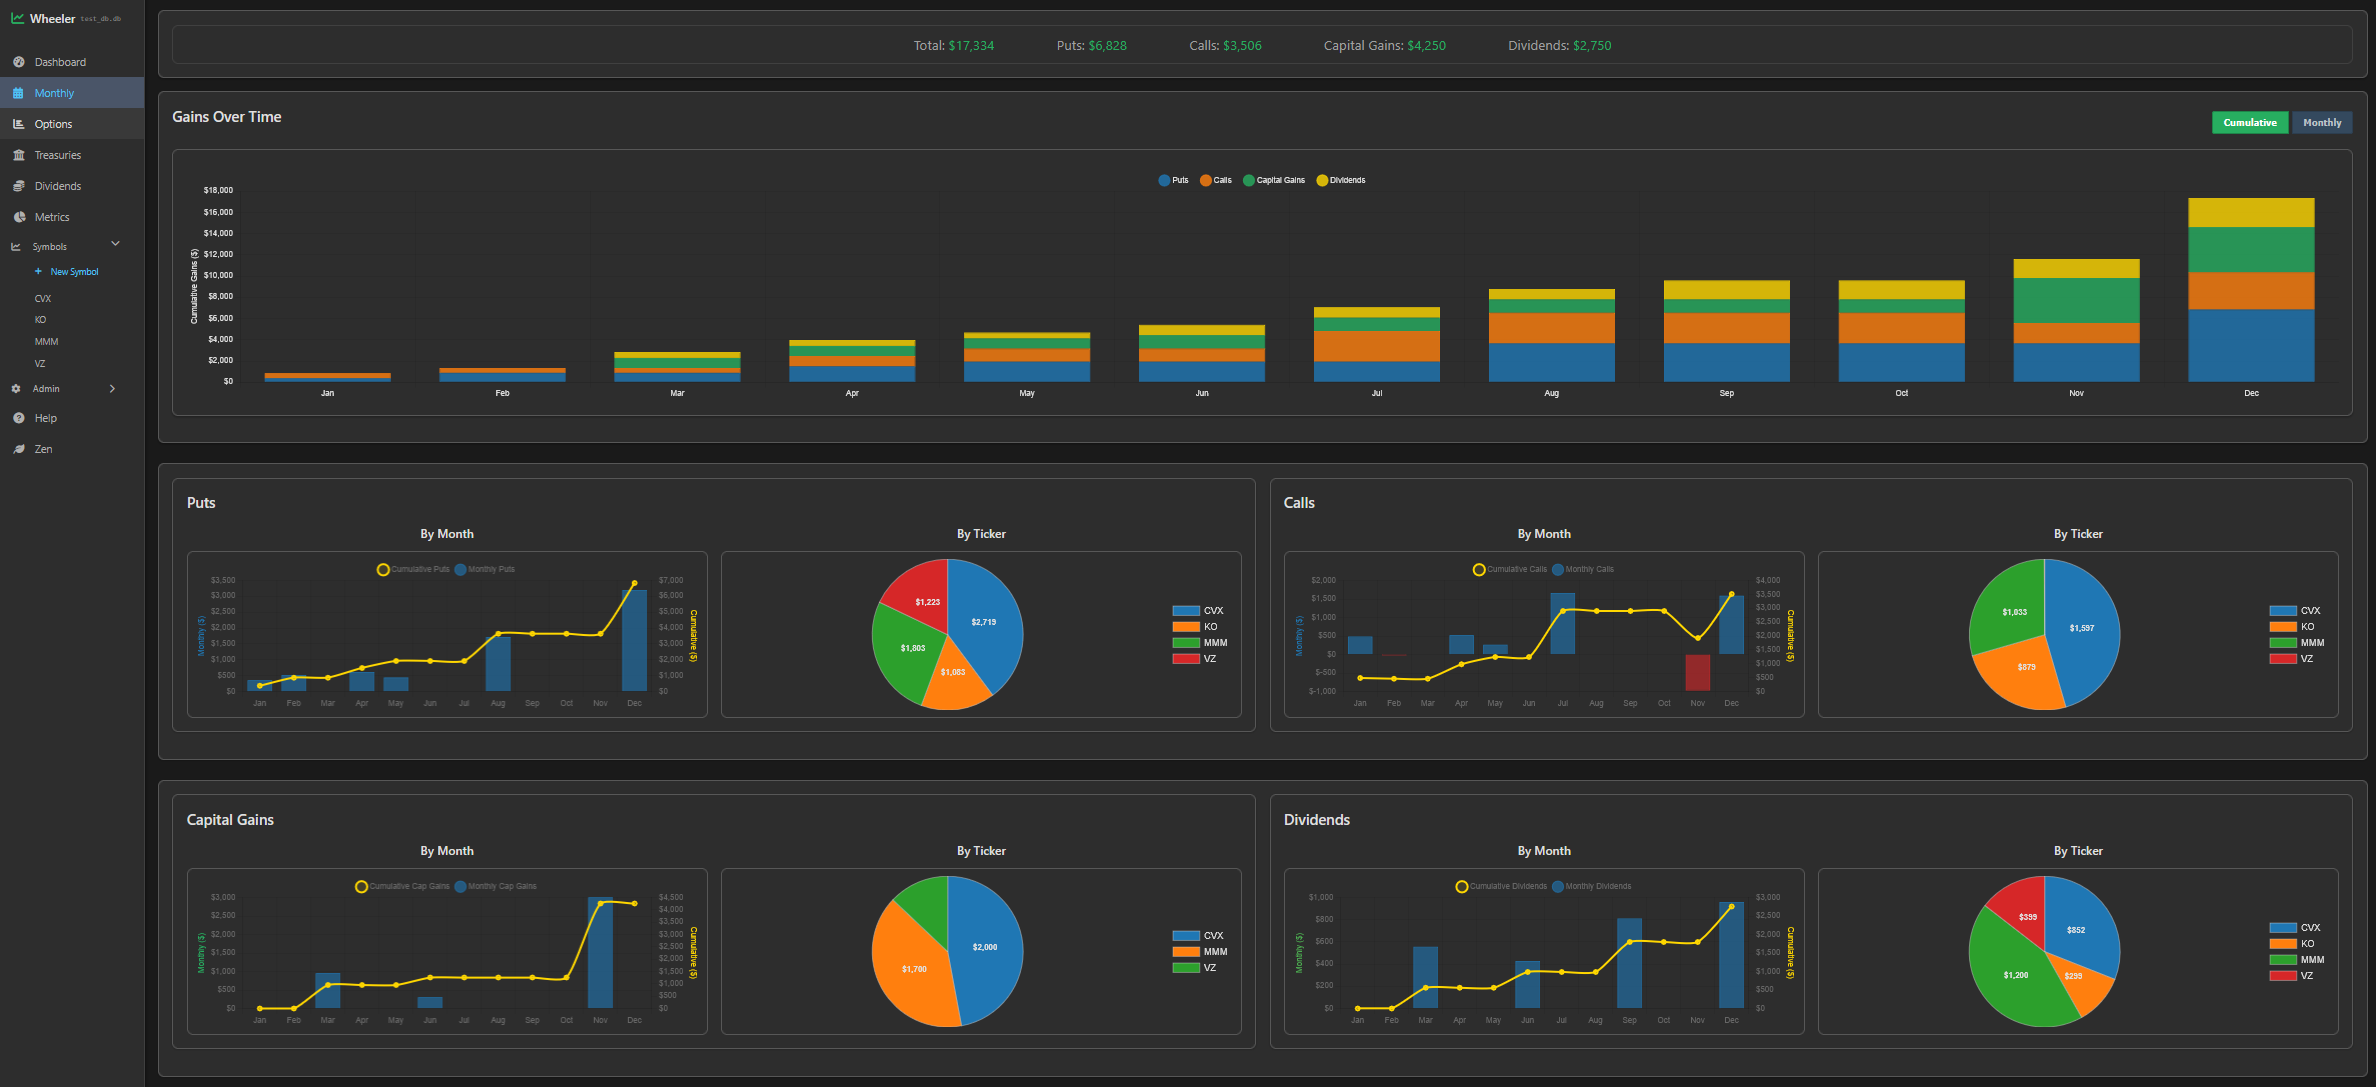 Wheeler test_db.db
Dashboard
Monthly
Options
Treasuries
Dividends
Metrics
Symbols
+ New Symbol
CVX
KO
MMM
VZ
Admin
Help
Zen
Total: $17,334 Puts: $6,828 Calls: $3,506 Capital Gains: $4,250 Dividends: $2,750
Gains Over Time
Cumulative Monthly
Puts Calls Capital Gains Dividends
Cumulative Gains ($)
$18,000
$16,000
$14,000
$12,000
$10,000
$8,000
$6,000
$4,000
$2,000
$0
Jan Feb Mar Apr May Jun Jul Aug Sep Oct Nov Dec
Puts
By Month
Cumulative Puts Monthly Puts
Monthly ($)
$3,500
$3,000
$2,500
$2,000
$1,500
$1,000
$500
$0
$7,000
$6,000
$5,000
$4,000
$3,000
$2,000
$1,000
$0
Cumulative ($)
Jan Feb Mar Apr May Jun Jul Aug Sep Oct Nov Dec
By Ticker
$1,223
$2,719
$1,803
$1,083
CVX
KO
MMM
VZ
Calls
By Month
Cumulative Calls Monthly Calls
Monthly ($)
$2,000
$1,500
$1,000
$500
$0
$-500
$-1,000
$4,000
$3,500
$3,000
$2,500
$2,000
$1,500
$1,000
$500
$0
Cumulative ($)
Jan Feb Mar Apr May Jun Jul Aug Sep Oct Nov Dec
By Ticker
$1,033
$1,597
CVX
KO
MMM
VZ
Capital Gains
By Month
Cumulative Cap Gains Monthly Cap Gains
Monthly ($)
$3,000
$2,500
$2,000
$1,500
$1,000
$500
$0
$4,500
$4,000
$3,500
$3,000
$2,500
$2,000
$1,500
$1,000
$500
$0
Cumulative ($)
Jan Feb Mar Apr May Jun Jul Aug Sep Oct Nov Dec
By Ticker
$2,000
$1,700
CVX
MMM
VZ
Dividends
By Month
Cumulative Dividends Monthly Dividends
Monthly ($)
$1,000
$800
$600
$400
$200
$0
$3,000
$2,500
$2,000
$1,500
$1,000
$500
$0
Cumulative ($)
Jan Feb Mar Apr May Jun Jul Aug Sep Oct Nov Dec
By Ticker
$399
$852
$1,200
CVX
KO
MMM
VZ